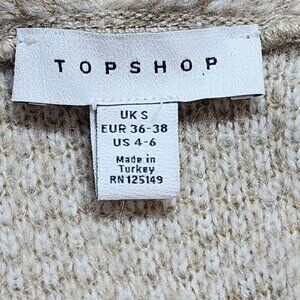 TOPSHOP
UK S
EUR 36-38
US 4-6
Made in
Turkey
RN 125149